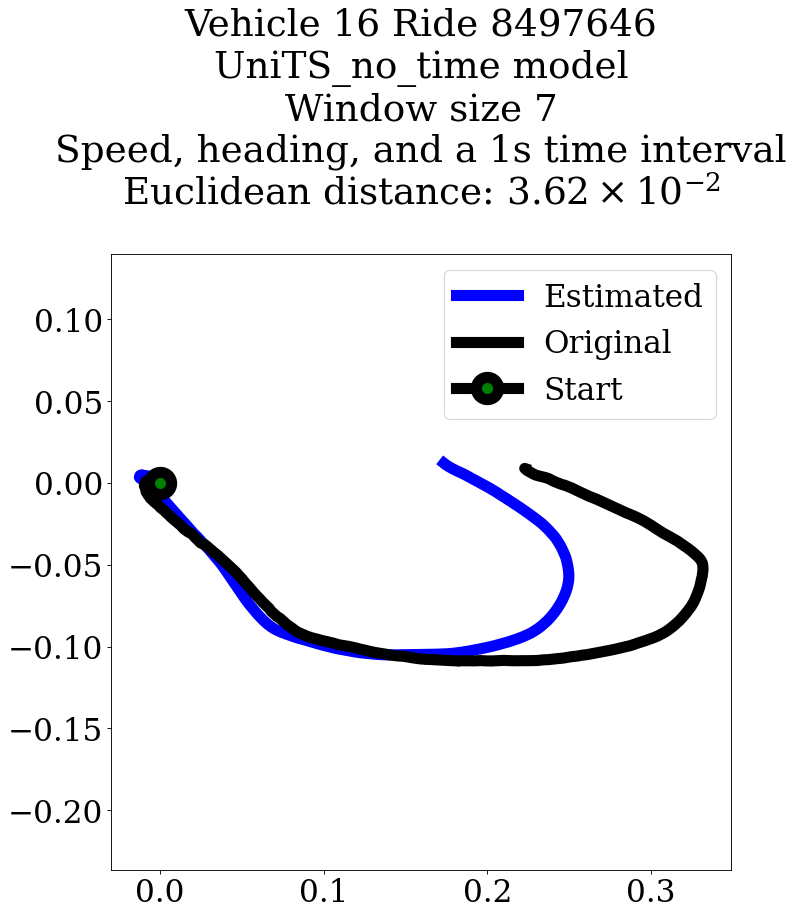 Vehicle 16 Ride 8497646
UniTS_no_time model
Window size 7
Speed, heading, and a 1s time interval
Euclidean distance: 3.62 × 10⁻²
Estimated
Original
Start
0.10
0.05
0.00
−0.05
−0.10
−0.15
−0.20
0.0 0.1 0.2 0.3